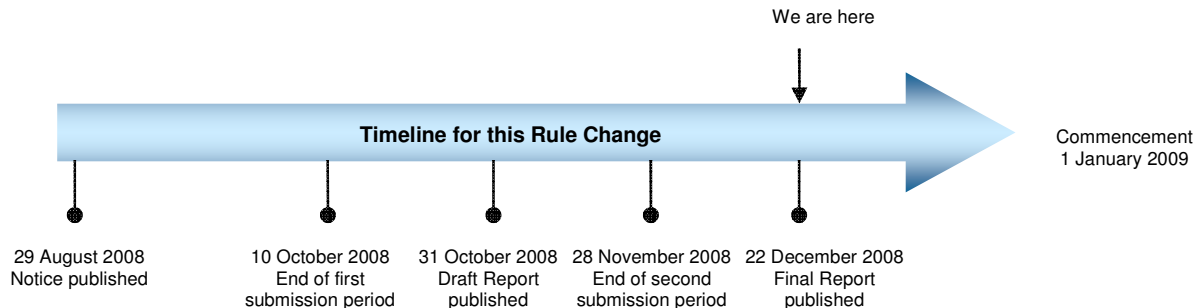 We are here
Timeline for this Rule Change
Commencement
1 January 2009
29 August 2008
Notice published
10 October 2008
End of first
submission period
31 October 2008
Draft Report
published
28 November 2008
End of second
submission period
22 December 2008
Final Report
published